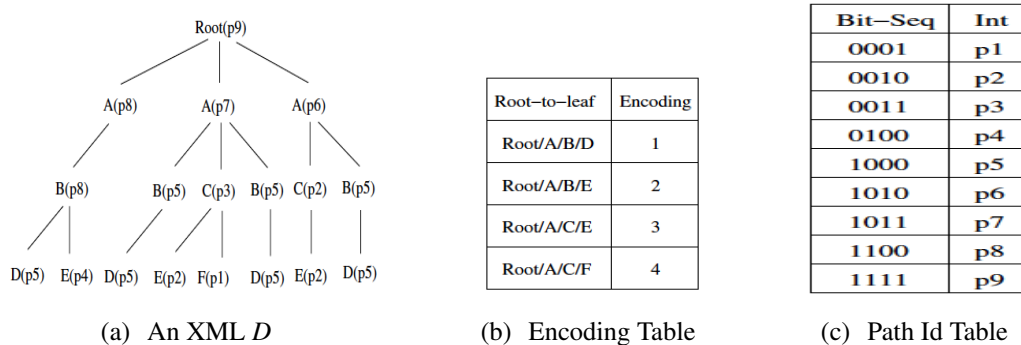 Root(p9)
A(p8) A(p7) A(p6)
B(p8) B(p5) C(p3) B(p5) C(p2) B(p5)
D(p5) E(p4) D(p5) E(p2) F(p1) D(p5) E(p2) D(p5)
(a) An XML D
Root−to−leaf Encoding
Root/A/B/D 1
Root/A/B/E 2
Root/A/C/E 3
Root/A/C/F 4
(b) Encoding Table
Bit−Seq Int
0001 p1
0010 p2
0011 p3
0100 p4
1000 p5
1010 p6
1011 p7
1100 p8
1111 p9
(c) Path Id Table